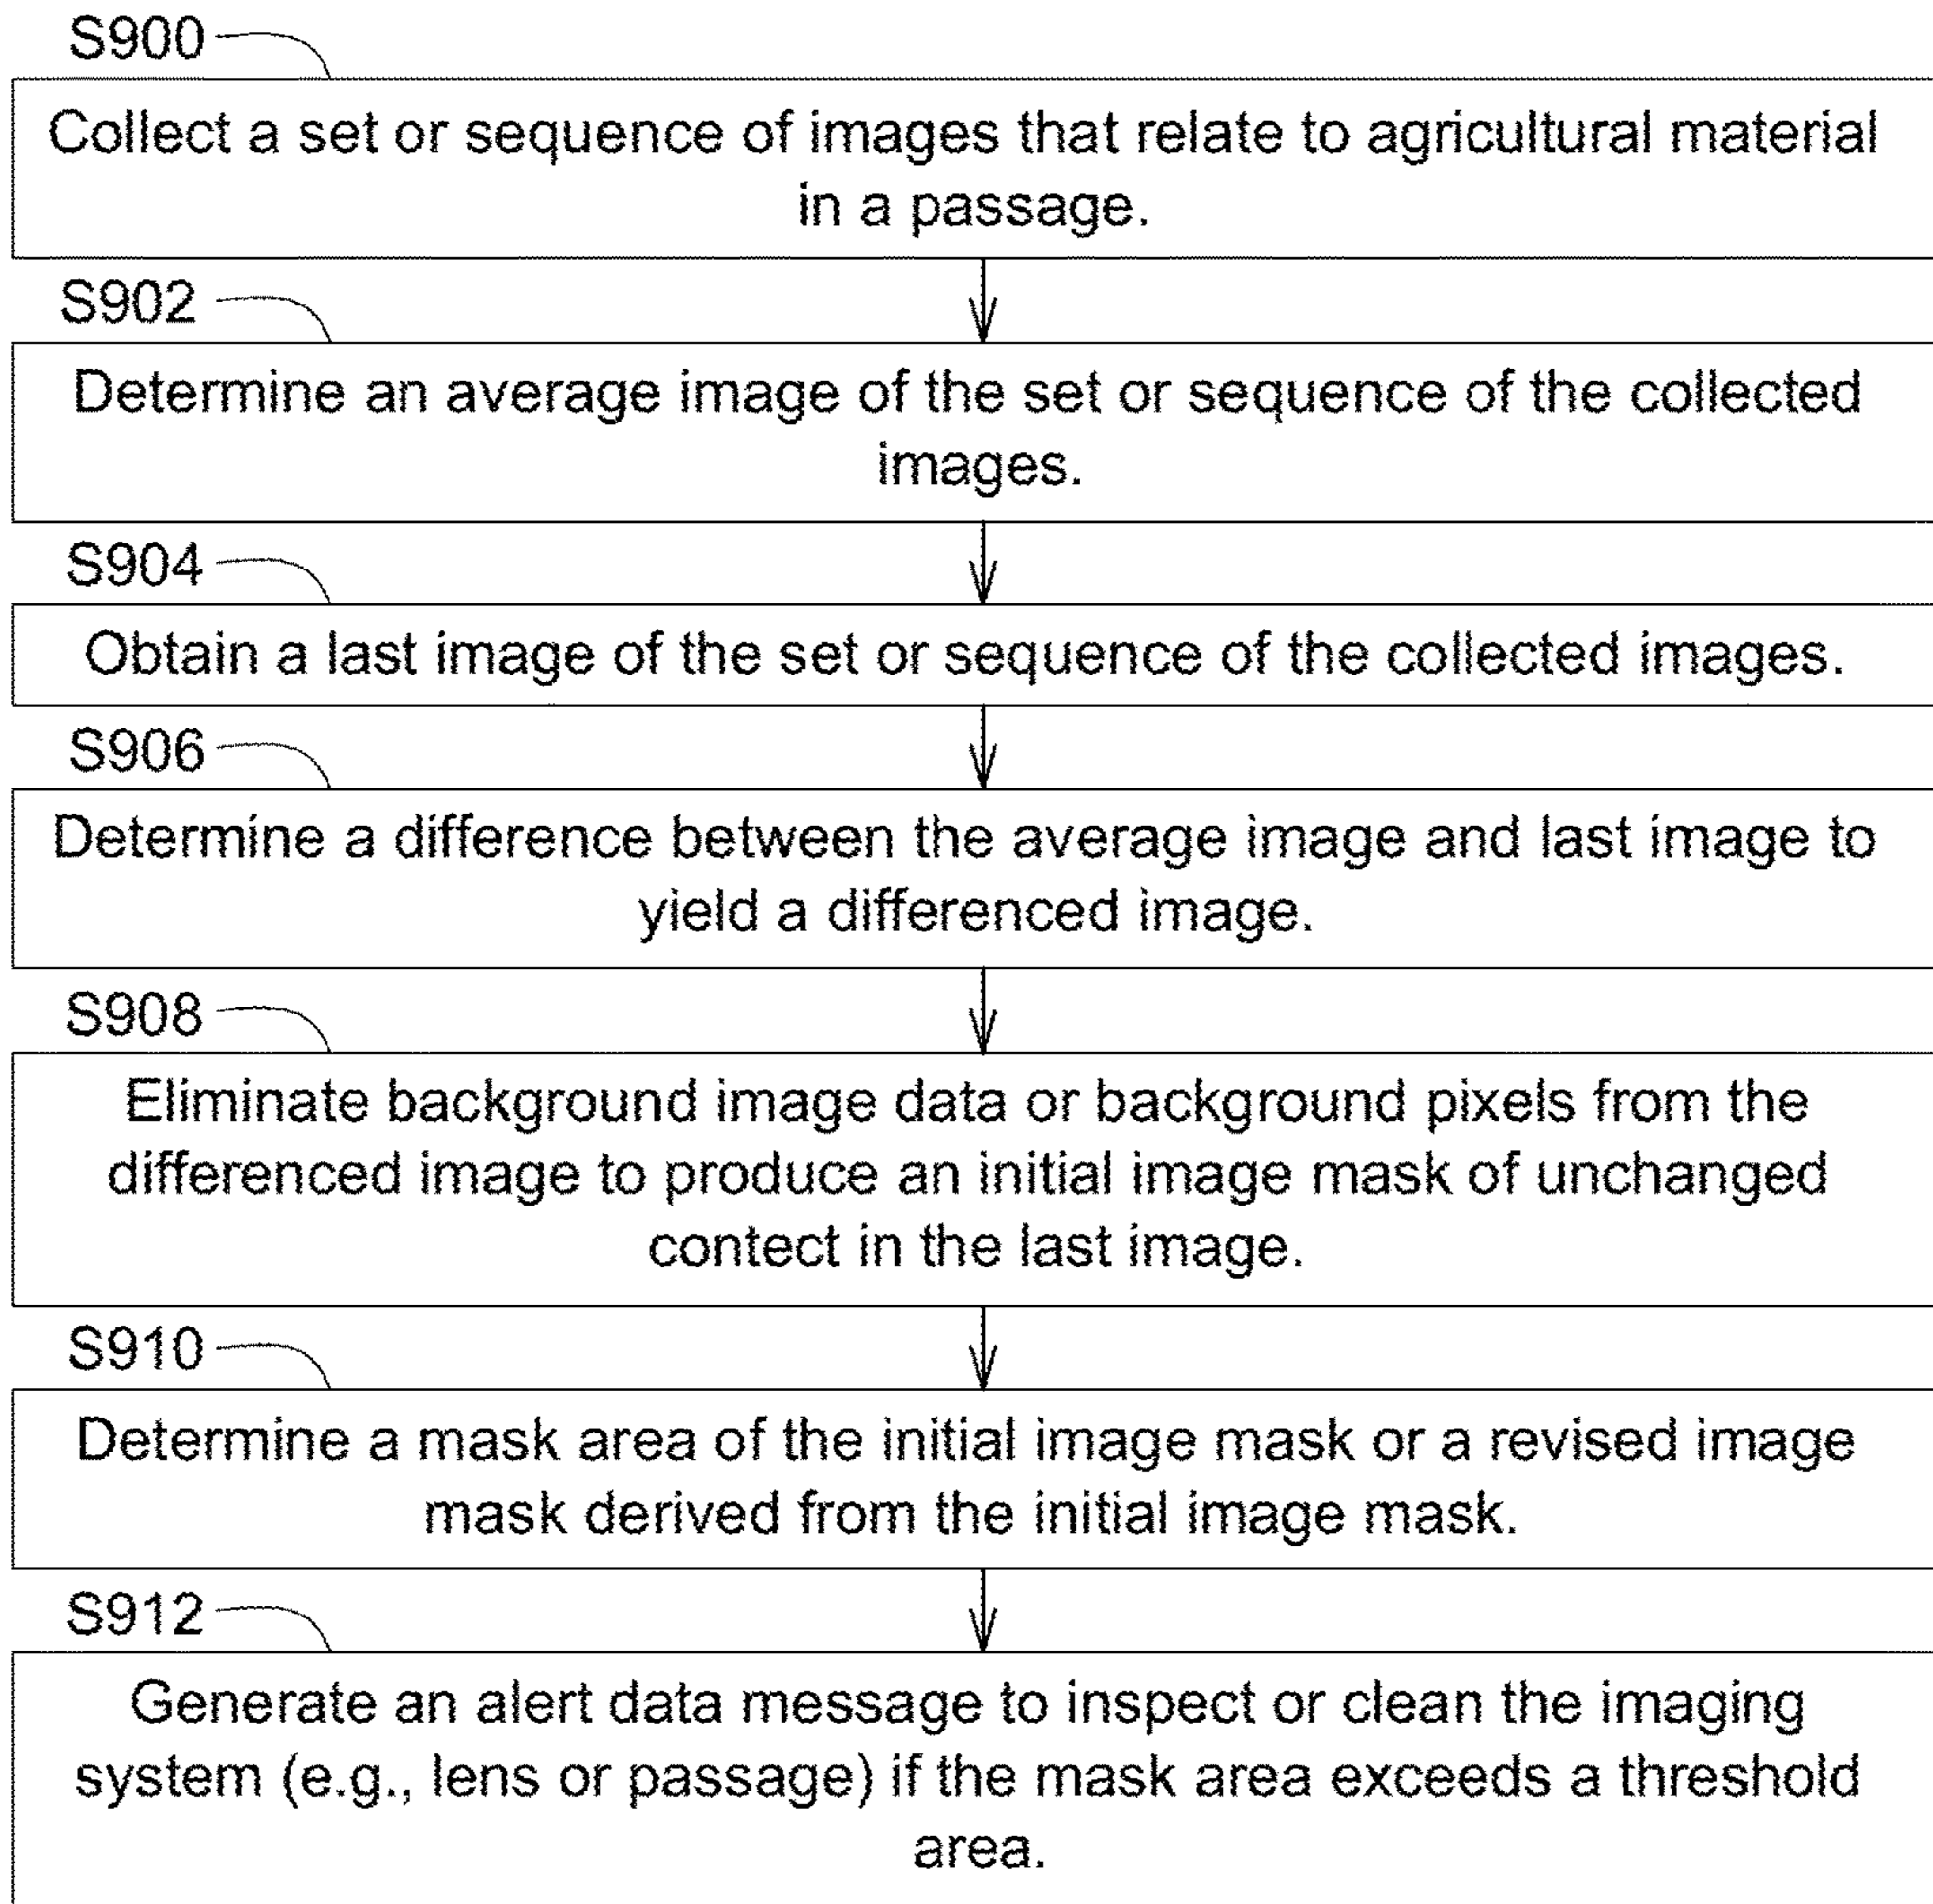 S900
Collect a set or sequence of images that relate to agricultural material
in a passage.
S902
Determine an average image of the set or sequence of the collected
images.
S904
Obtain a last image of the set or sequence of the collected images.
S906
Determine a difference between the average image and last image to
yield a differenced image.
S908
Eliminate background image data or background pixels from the
differenced image to produce an initial image mask of unchanged
contect in the last image.
S910
Determine a mask area of the initial image mask or a revised image
mask derived from the initial image mask.
S912
Generate an alert data message to inspect or clean the imaging
system (e.g., lens or passage) if the mask area exceeds a threshold
area.